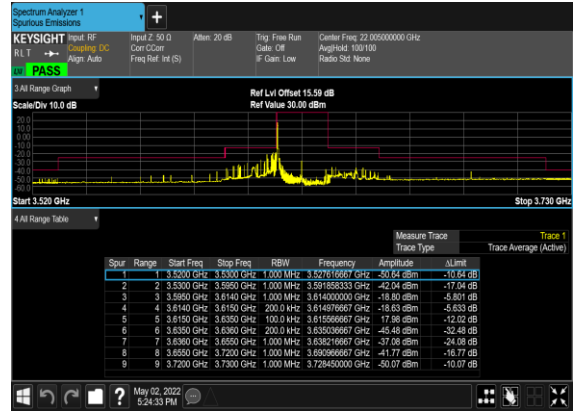 Spectrum Analyzer 1
Spurious Emissions
KEYSIGHT Input: RF Input Z: 50 Ω Atten: 20 dB Trig: Free Run Center Freq: 22.005000000 GHz
RLT Coupling: DC Corr CCorr Gate: Off Avg|Hold: 100/100
Align: Auto Freq Ref: Int (S) IF Gain: Low Radio Std: None
PASS
3 All Range Graph
Ref Lvl Offset 15.59 dB
Scale/Div 10.0 dB Ref Value 30.00 dBm
20.0
10.0
0.00
-10.0
-20.0
-30.0
-40.0
-50.0
-60.0
Start 3.520 GHz Stop 3.730 GHz
4 All Range Table
Measure Trace Trace 1
Trace Type Trace Average (Active)
Spur Range Start Freq Stop Freq RBW Frequency Amplitude ΔLimit
1 1 3.5200 GHz 3.5300 GHz 1.000 MHz 3.527616667 GHz -50.64 dBm -10.64 dB
2 2 3.5300 GHz 3.5950 GHz 1.000 MHz 3.591858333 GHz -42.04 dBm -17.04 dB
3 3 3.5950 GHz 3.6140 GHz 1.000 MHz 3.614000000 GHz -18.80 dBm -5.801 dB
4 4 3.6140 GHz 3.6150 GHz 200.0 kHz 3.614976667 GHz -18.63 dBm -5.633 dB
5 5 3.6150 GHz 3.6350 GHz 100.0 kHz 3.615566667 GHz 17.98 dBm -12.02 dB
6 6 3.6350 GHz 3.6360 GHz 200.0 kHz 3.635036667 GHz -45.48 dBm -32.48 dB
7 7 3.6360 GHz 3.6550 GHz 1.000 MHz 3.638216667 GHz -37.08 dBm -24.08 dB
8 8 3.6550 GHz 3.7200 GHz 1.000 MHz 3.690966667 GHz -41.77 dBm -16.77 dB
9 9 3.7200 GHz 3.7300 GHz 1.000 MHz 3.728450000 GHz -50.07 dBm -10.07 dB
May 02, 2022
5:24:33 PM